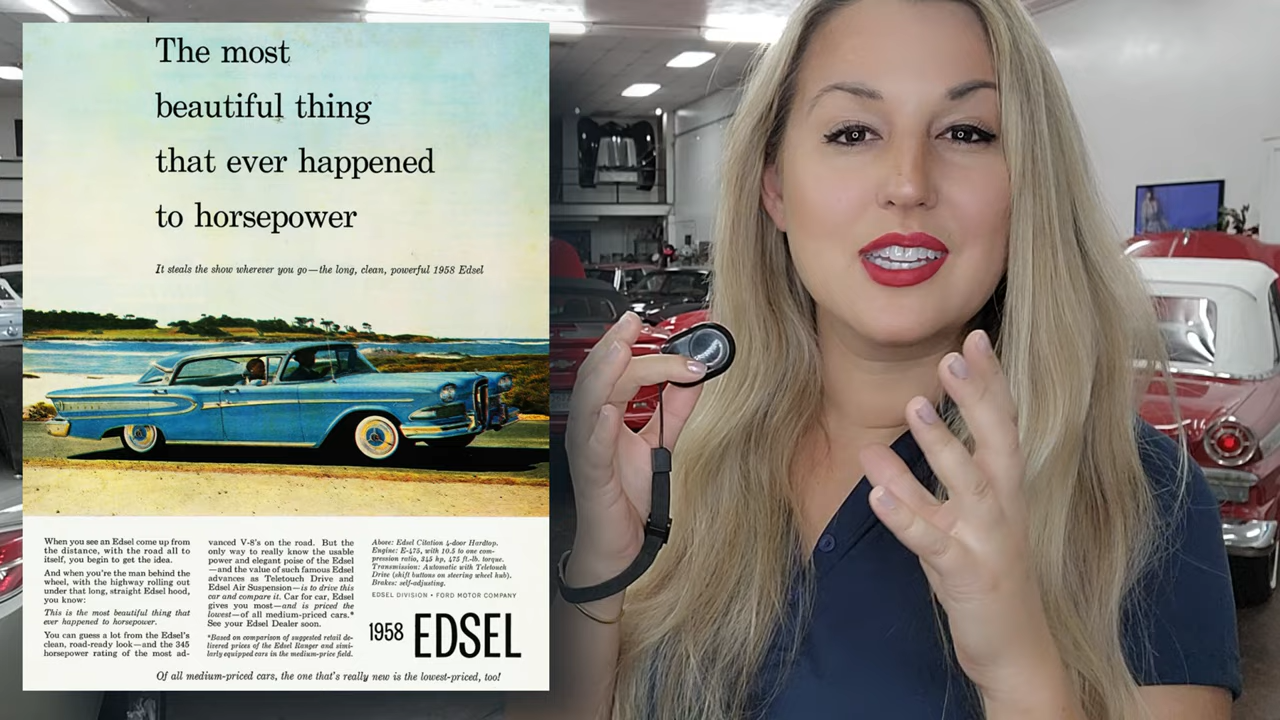 The most
beautiful thing
that ever happened
to horsepower
It steals the show wherever you go—the long, clean, powerful 1958 Edsel
When you see an Edsel come up from
the distance, with the road all to
itself, you begin to get the idea.
And when you're the man behind the
wheel, with the highway rolling out
under that long, straight Edsel hood,
you know:
This is the most beautiful thing that
ever happened to horsepower.
You can guess a lot from the Edsel's
clean, road-ready look—and the 345
horsepower rating of the most ad-
vanced V-8's on the road. But the
only way to really know the usable
power and elegant poise of the Edsel
—and the value of such famous Edsel
advances as Teletouch Drive and
Edsel Air Suspension—is to drive this
car and compare it. Car for car, Edsel
gives you most—and is priced the
lowest—of all medium-priced cars.*
See your Edsel Dealer soon.
*Based on comparison of suggested retail de-
livered prices of the Edsel Ranger and simi-
larly equipped cars in the medium-price field.
Above: Edsel Citation 4-door Hardtop.
Engine: E-475, with 10.5 to one com-
pression ratio, 345 hp, 475 ft.-lb. torque.
Transmission: Automatic with Teletouch
Drive (shift buttons on steering wheel hub).
Brakes: self-adjusting.
EDSEL DIVISION • FORD MOTOR COMPANY
1958 EDSEL
Of all medium-priced cars, the one that's really new is the lowest-priced, too!